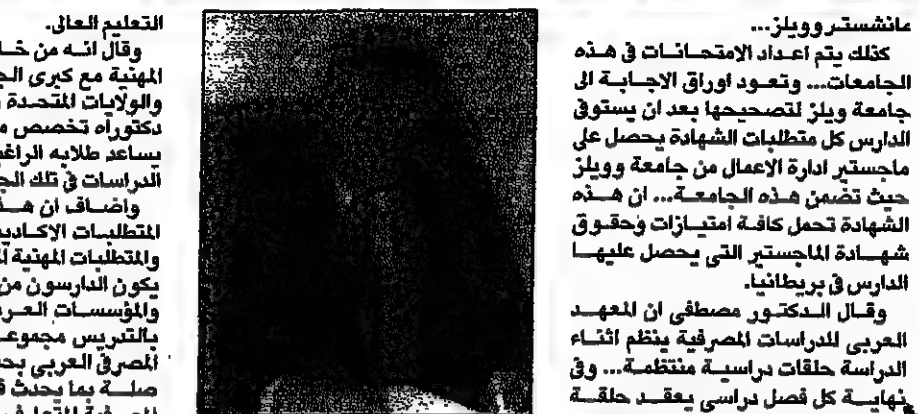 مانشستر وويلز...
كذلك يتم اعداد الامتحانات في هذه
الجامعات... وتعود اوراق الاجابة الى
جامعة ويلز لتصحيحها بعد ان يستوفي
الدارس كل متطلبات الشهادة يحصل على
ماجستير ادارة الاعمال من جامعة وويلز
حيث تضمن هذه الجامعة... ان هذه
الشهادة تحمل كافة امتيازات وحقوق
شهادة الماجستير التي يحصل عليها
الدارس في بريطانيا.
وقال الدكتور مصطفى ان المعهد
العربي للدراسات المصرفية ينظم اثناء
الدراسة حلقات دراسية منتظمة... وفي
نهاية كل فصل دراسي يعقد حلقة
التعليم العالي.
وقال انه من
المهنية مع كبرى
والولايات المتحدة
دكتوراه تخصص
يساعد طلابه
الدراسات في تلك
واضاف ان
المتطلبات
والمتطلبات المهنية
يكون الدارسون من
والمؤسسات
بالتدريس
المصرفي العربي
صلة بما يحدث